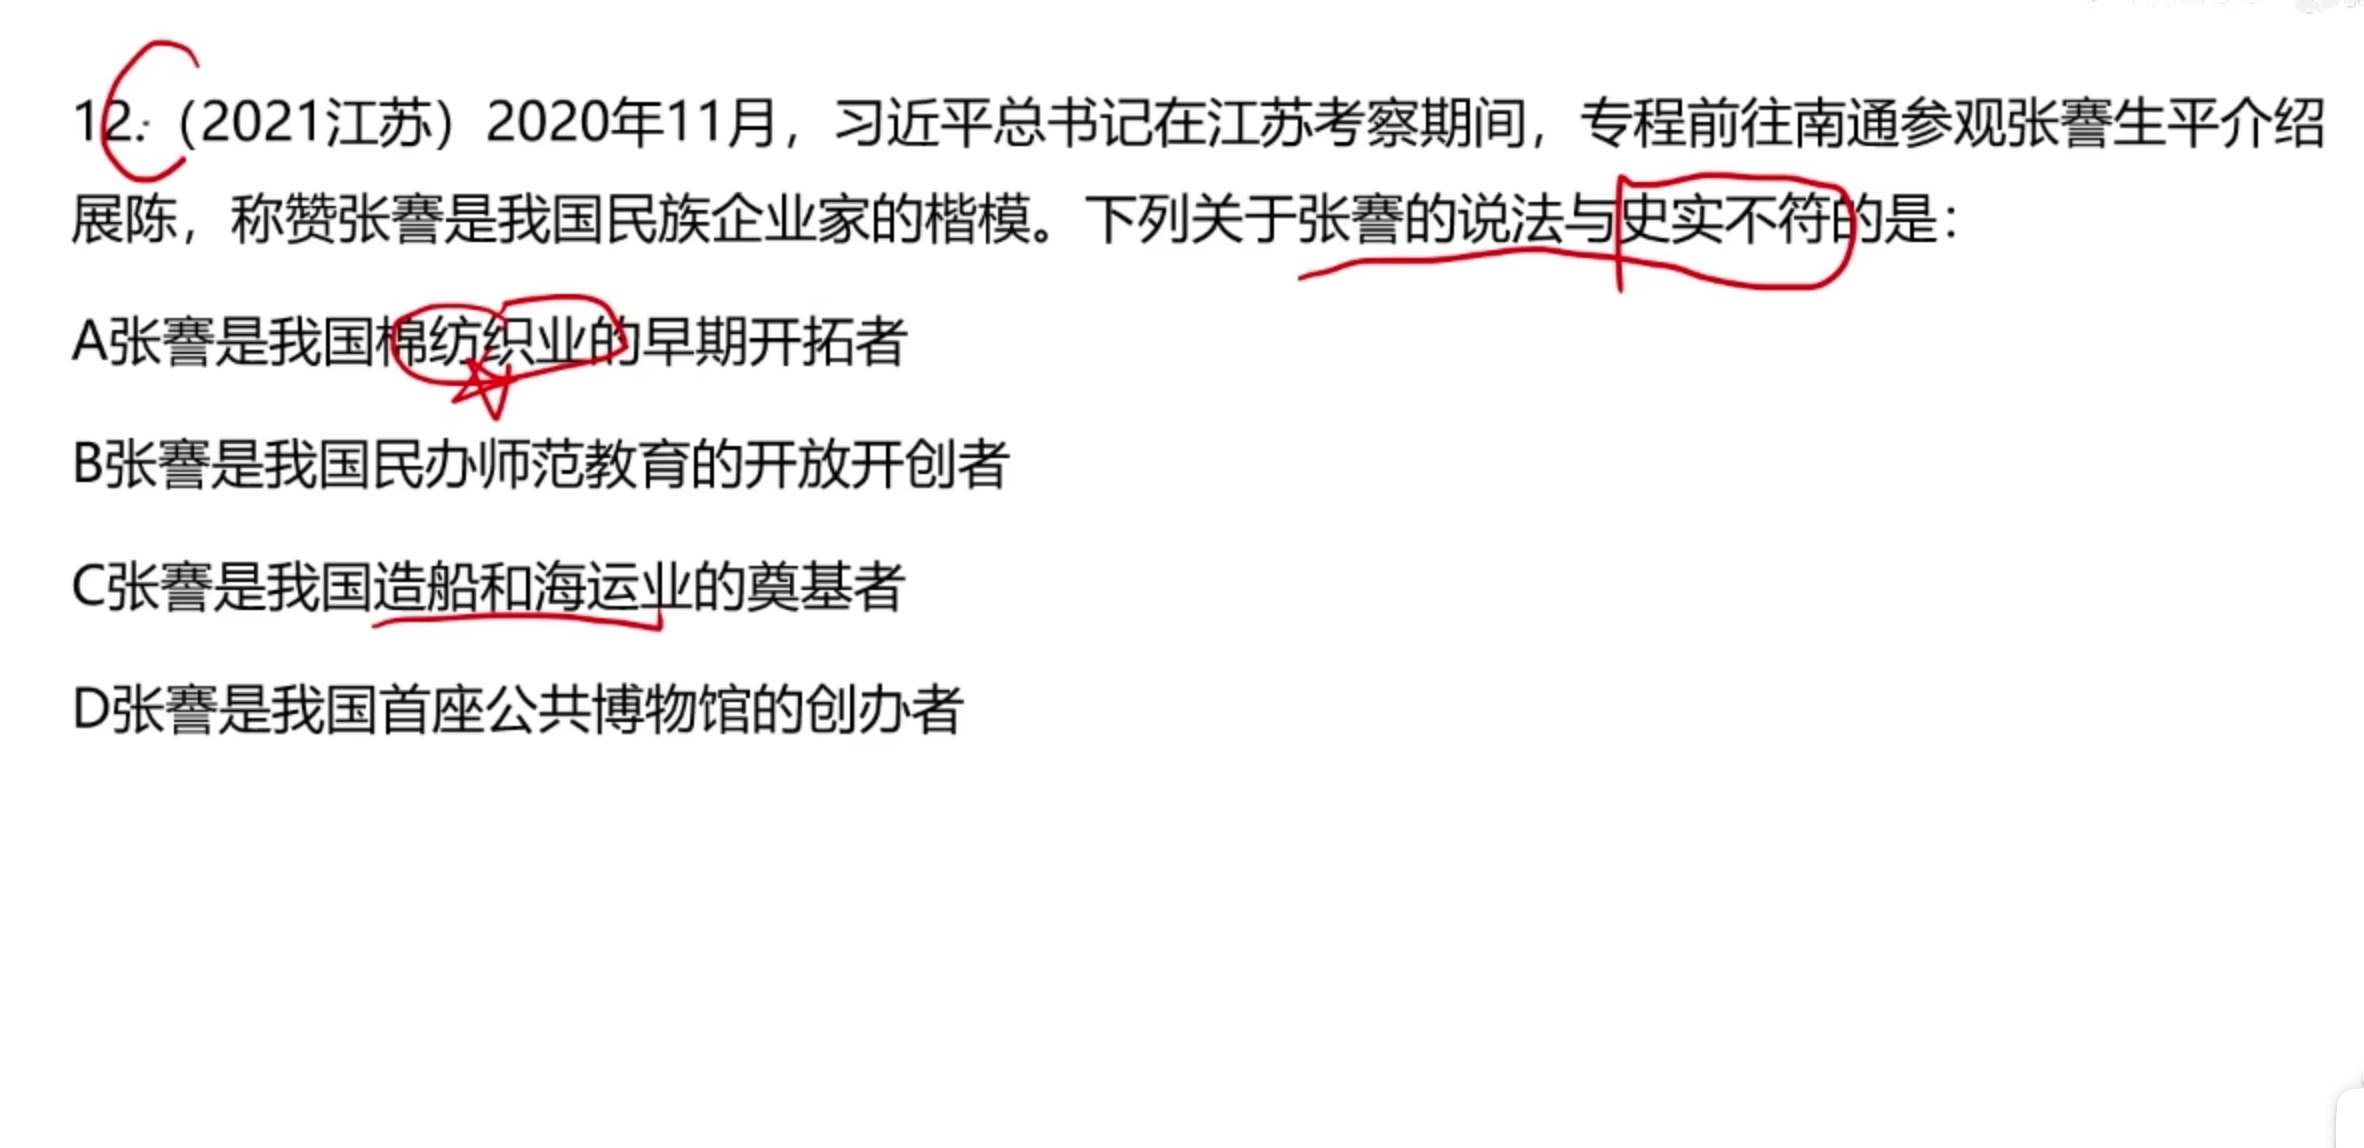 12.（2021江苏）2020年11月，习近平总书记在江苏考察期间，专程前往南通参观张謇生平介绍
展陈，称赞张謇是我国民族企业家的楷模。下列关于张謇的说法与史实不符的是：
A张謇是我国棉纺织业的早期开拓者
B张謇是我国民办师范教育的开放开创者
C张謇是我国造船和海运业的奠基者
D张謇是我国首座公共博物馆的创办者